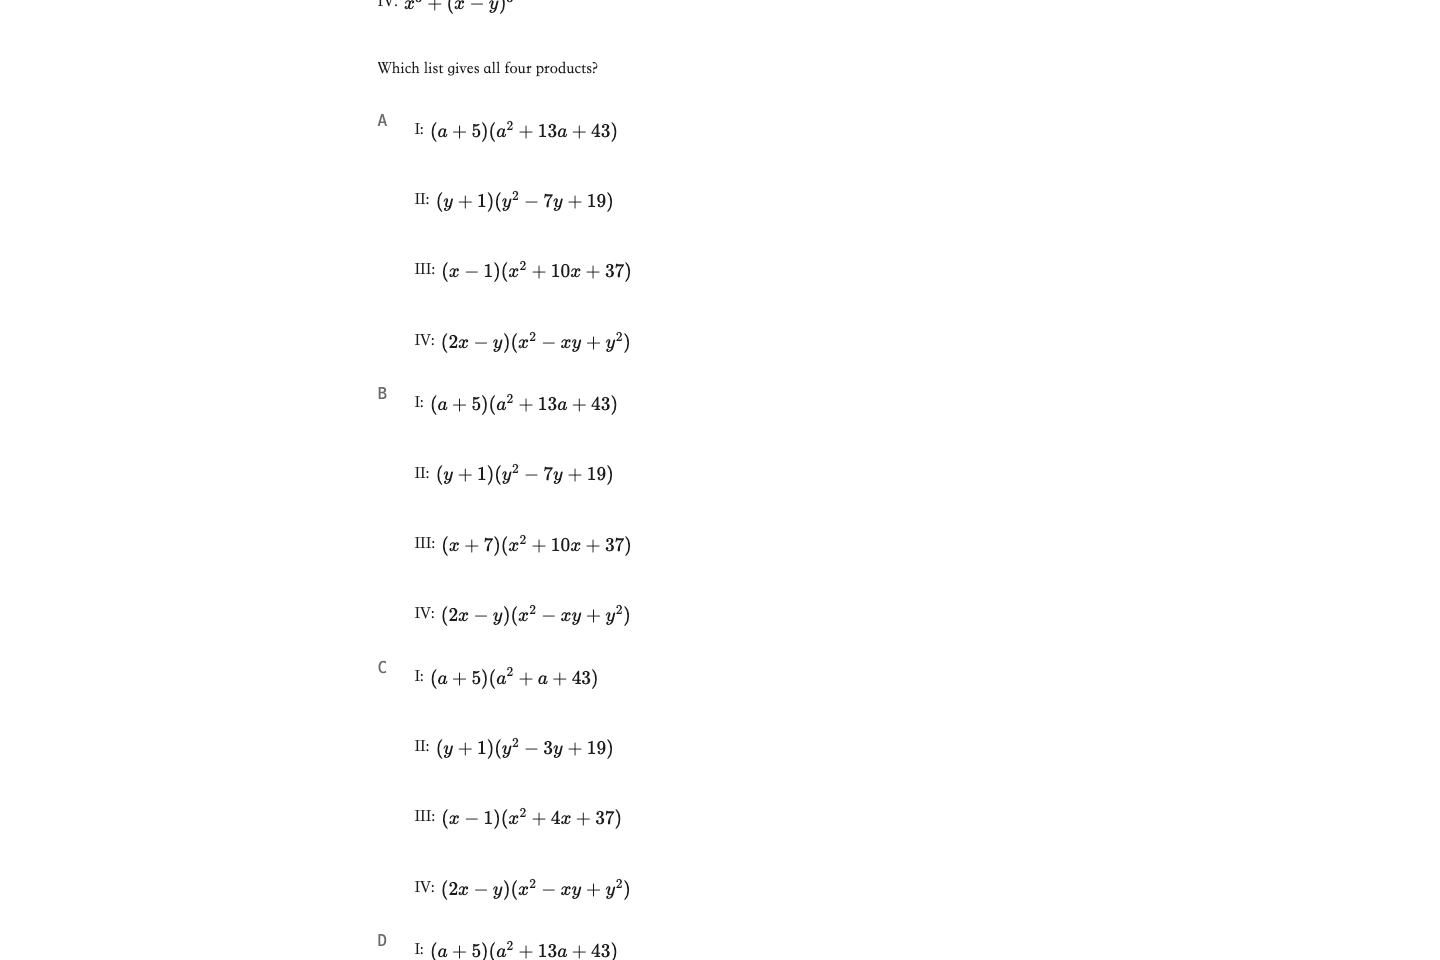 IV. x³ + (x − y)³
Which list gives all four products?
A
I: (a + 5)(a² + 13a + 43)
II: (y + 1)(y² − 7y + 19)
III: (x − 1)(x² + 10x + 37)
IV: (2x − y)(x² − xy + y²)
B
I: (a + 5)(a² + 13a + 43)
II: (y + 1)(y² − 7y + 19)
III: (x + 7)(x² + 10x + 37)
IV: (2x − y)(x² − xy + y²)
C
I: (a + 5)(a² + a + 43)
II: (y + 1)(y² − 3y + 19)
III: (x − 1)(x² + 4x + 37)
IV: (2x − y)(x² − xy + y²)
D
I: (a + 5)(a² + 13a + 43)